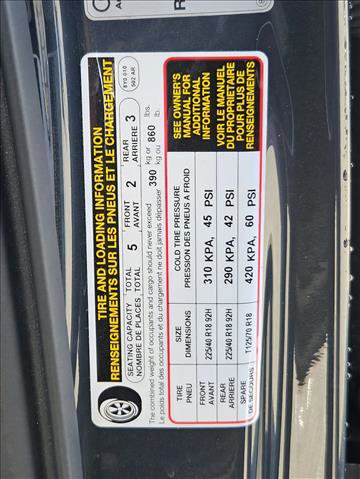 TIRE AND LOADING INFORMATION
RENSEIGNEMENTS SUR LES PNEUS ET LE CHARGEMENT
8Y0 010
502 AR
SEATING CAPACITY TOTAL 5 FRONT 2 REAR 3
NOMBRE DE PLACES TOTAL AVANT ARRIERE
The combined weight of occupants and cargo should never exceed 390 kg or 860 lbs.
Le poids total des occupants et du chargement ne doit jamais dépasser kg ou lb.
TIRE SIZE COLD TIRE PRESSURE
PNEU DIMENSIONS PRESSION DES PNEUS A FROID
FRONT 225/40 R18 92H 310 KPA, 45 PSI
AVANT
REAR 225/40 R18 92H 290 KPA, 42 PSI
ARRIERE
SPARE T125/70 R18 420 KPA, 60 PSI
DE SECOURS
SEE OWNER'S
MANUAL FOR
ADDITIONAL
INFORMATION
VOIR LE MANUEL
DU PROPRIETAIRE
POUR PLUS DE
RENSEIGNEMENTS